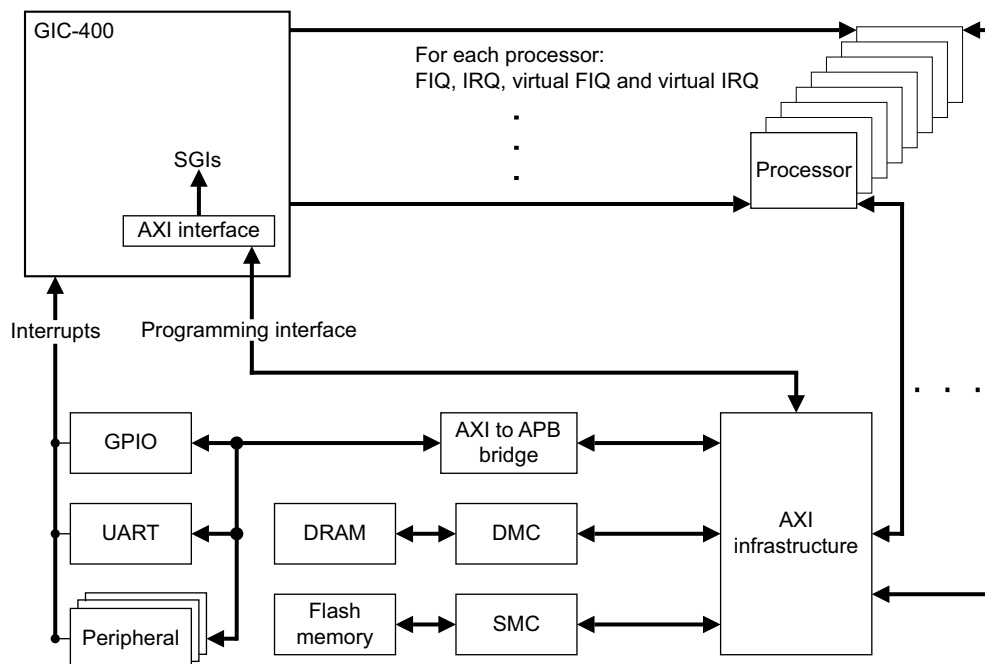 GIC-400
For each processor:
FIQ, IRQ, virtual FIQ and virtual IRQ
SGIs
Processor
AXI interface
Interrupts
Programming interface
GPIO
AXI to APB
bridge
UART
DRAM
DMC
AXI
infrastructure
Peripheral
Flash
memory
SMC